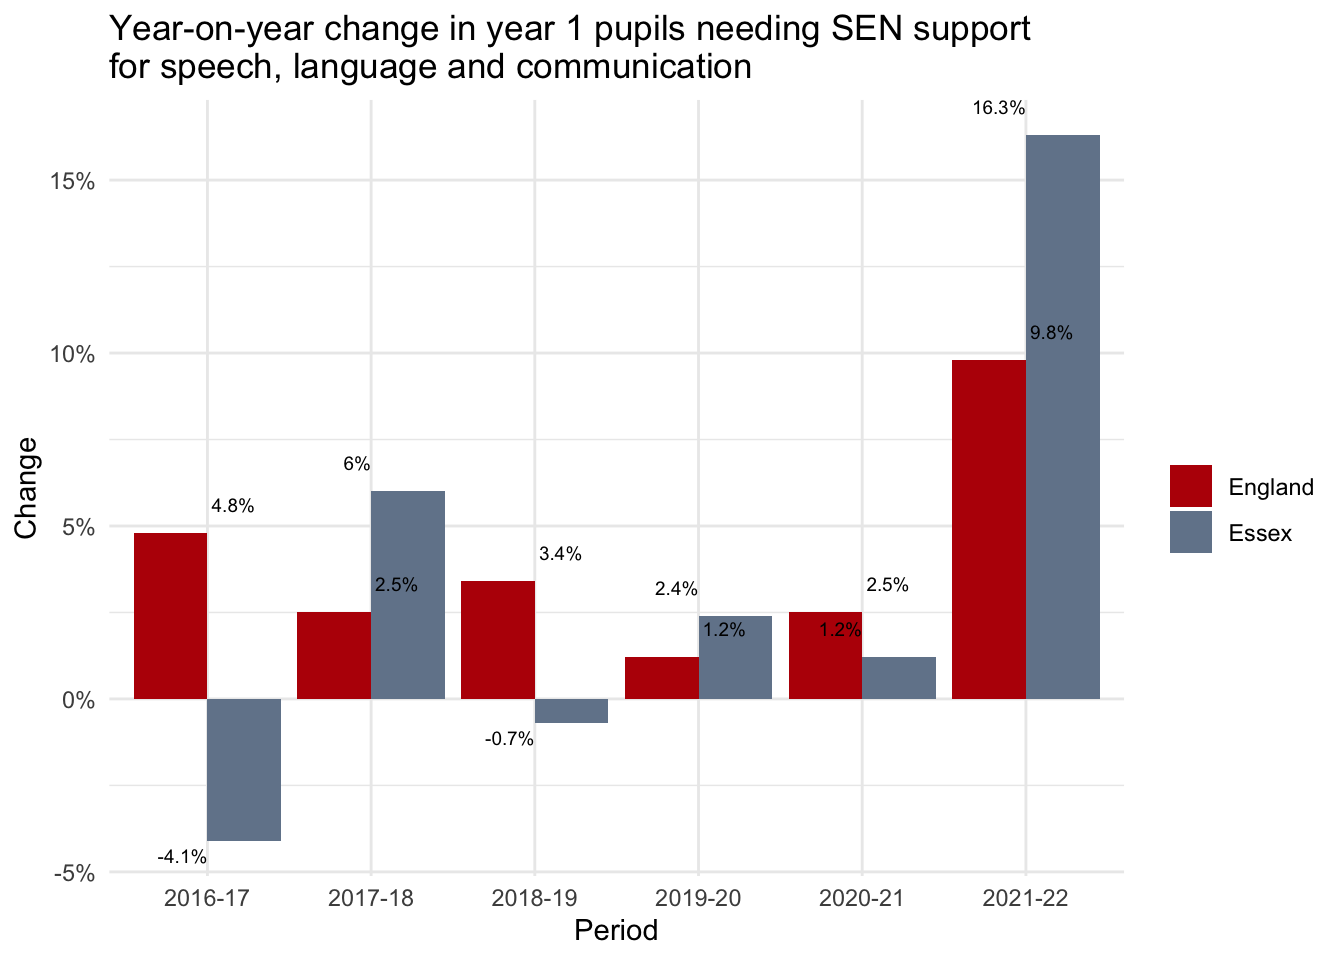 Year-on-year change in year 1 pupils needing SEN support
for speech, language and communication
16.3%
15%
9.8%
10%
6%
4.8%
5%
3.4%
2.5%
2.4%
2.5%
1.2%
1.2%
0%
-0.7%
-4.1%
-5%
Change
England
Essex
2016-17 2017-18 2018-19 2019-20 2020-21 2021-22
Period